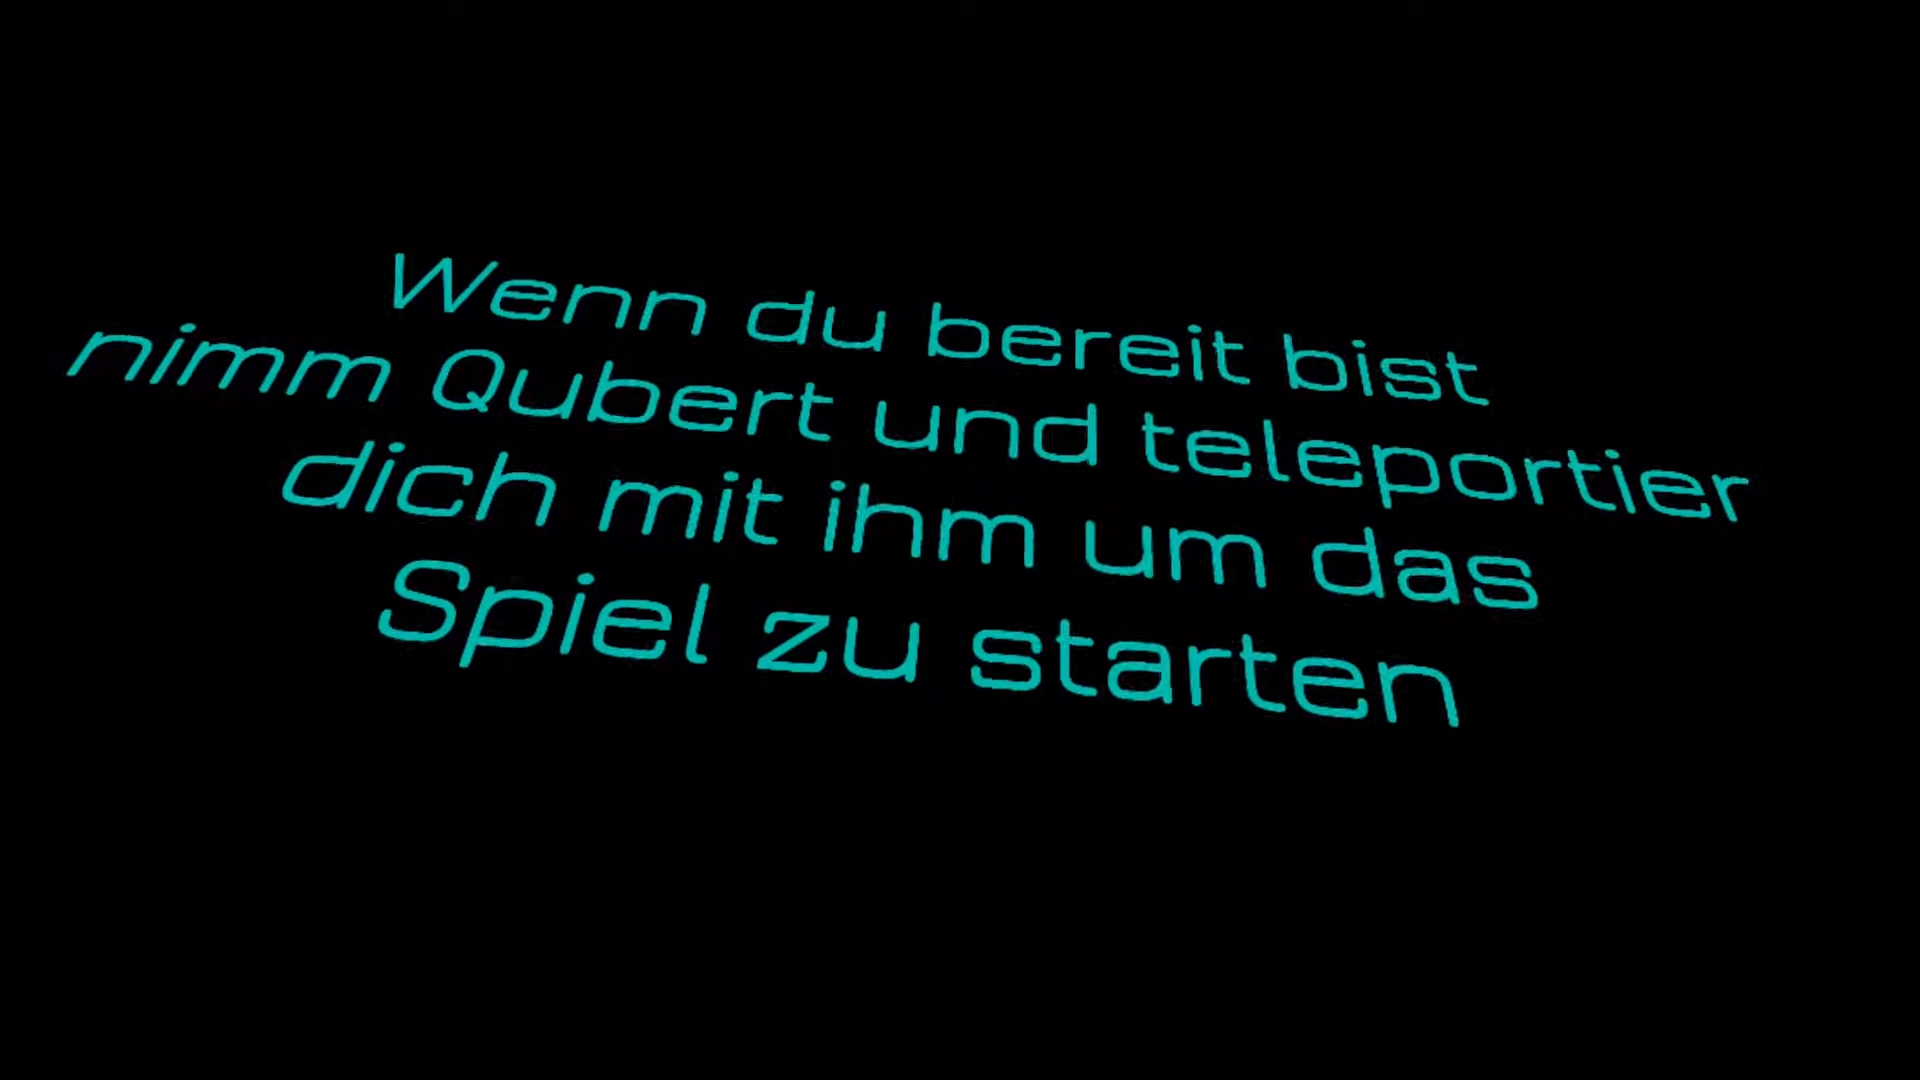 Wenn du bereit bist
nimm Qubert und teleportier
dich mit ihm um das
Spiel zu starten